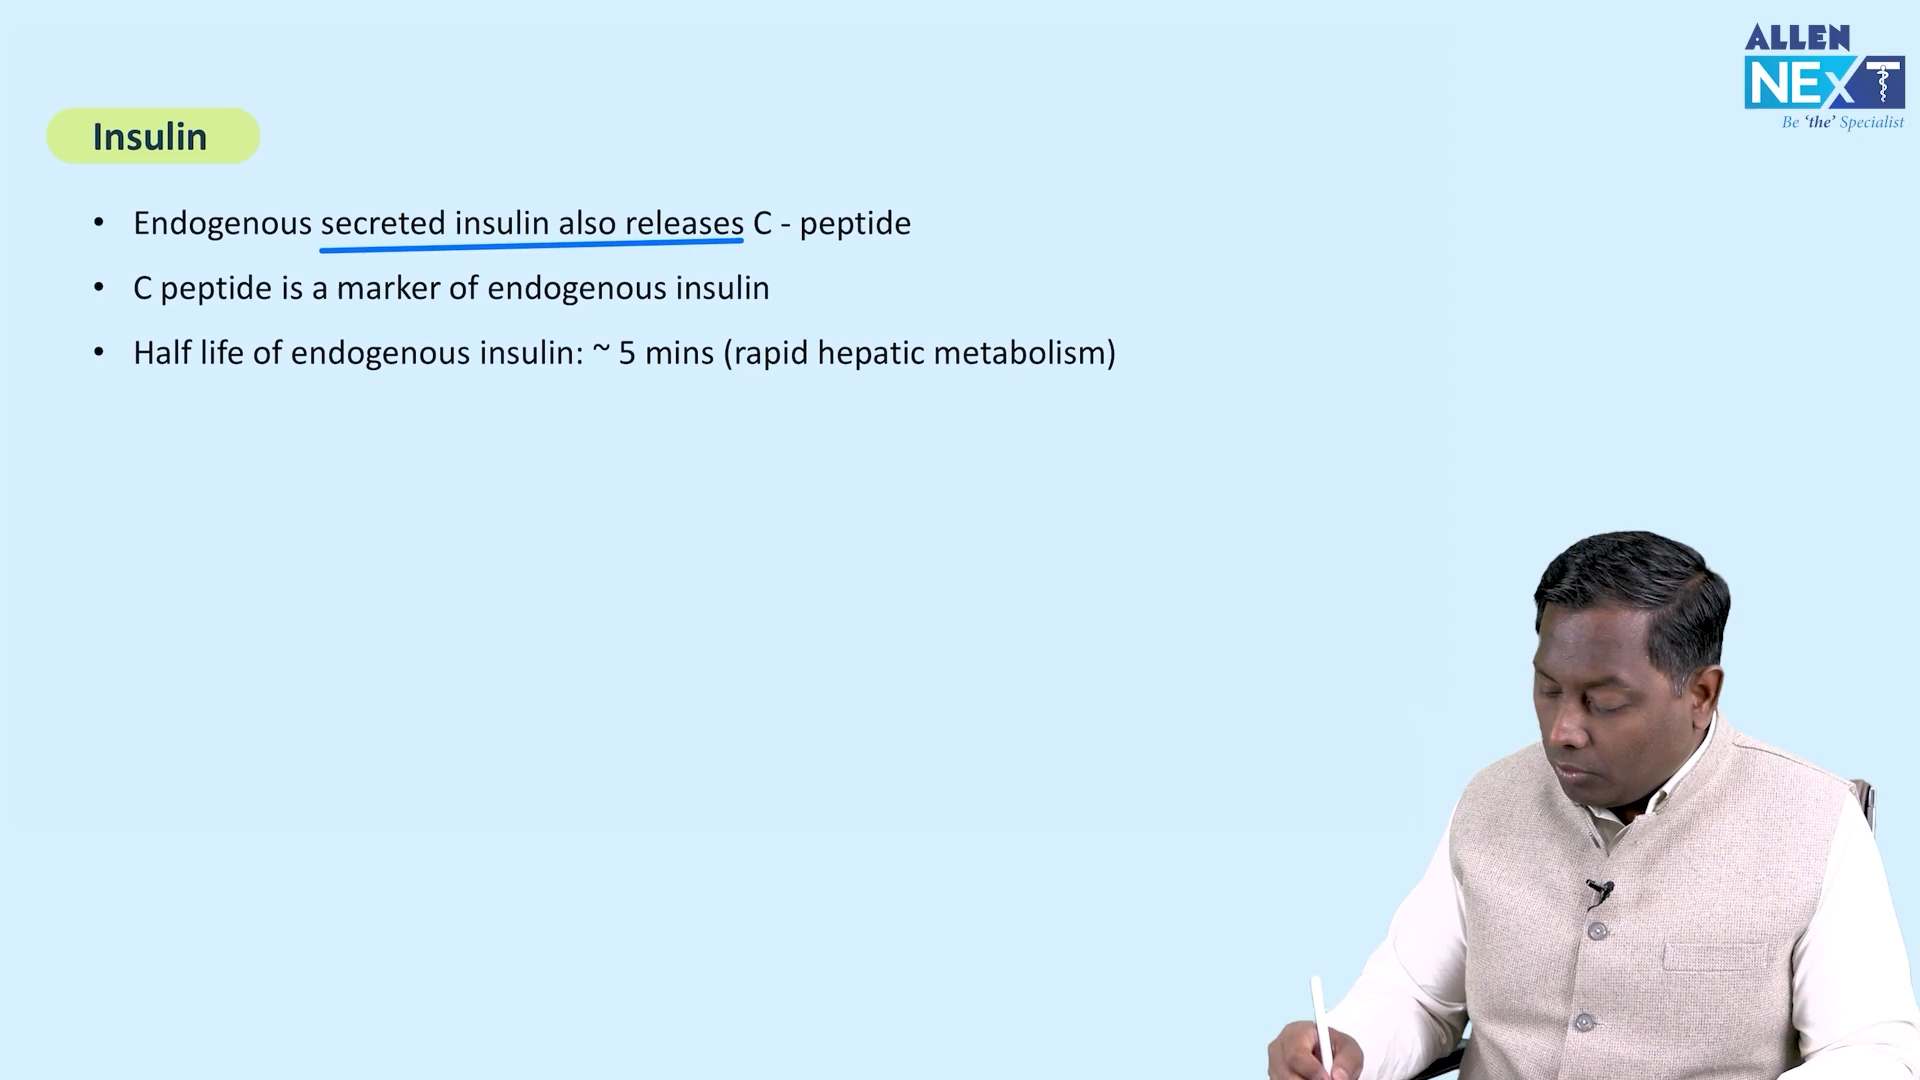 ALLEN
NEXT
Be 'the' Specialist
Insulin
• Endogenous secreted insulin also releases C - peptide
• C peptide is a marker of endogenous insulin
• Half life of endogenous insulin: ~ 5 mins (rapid hepatic metabolism)